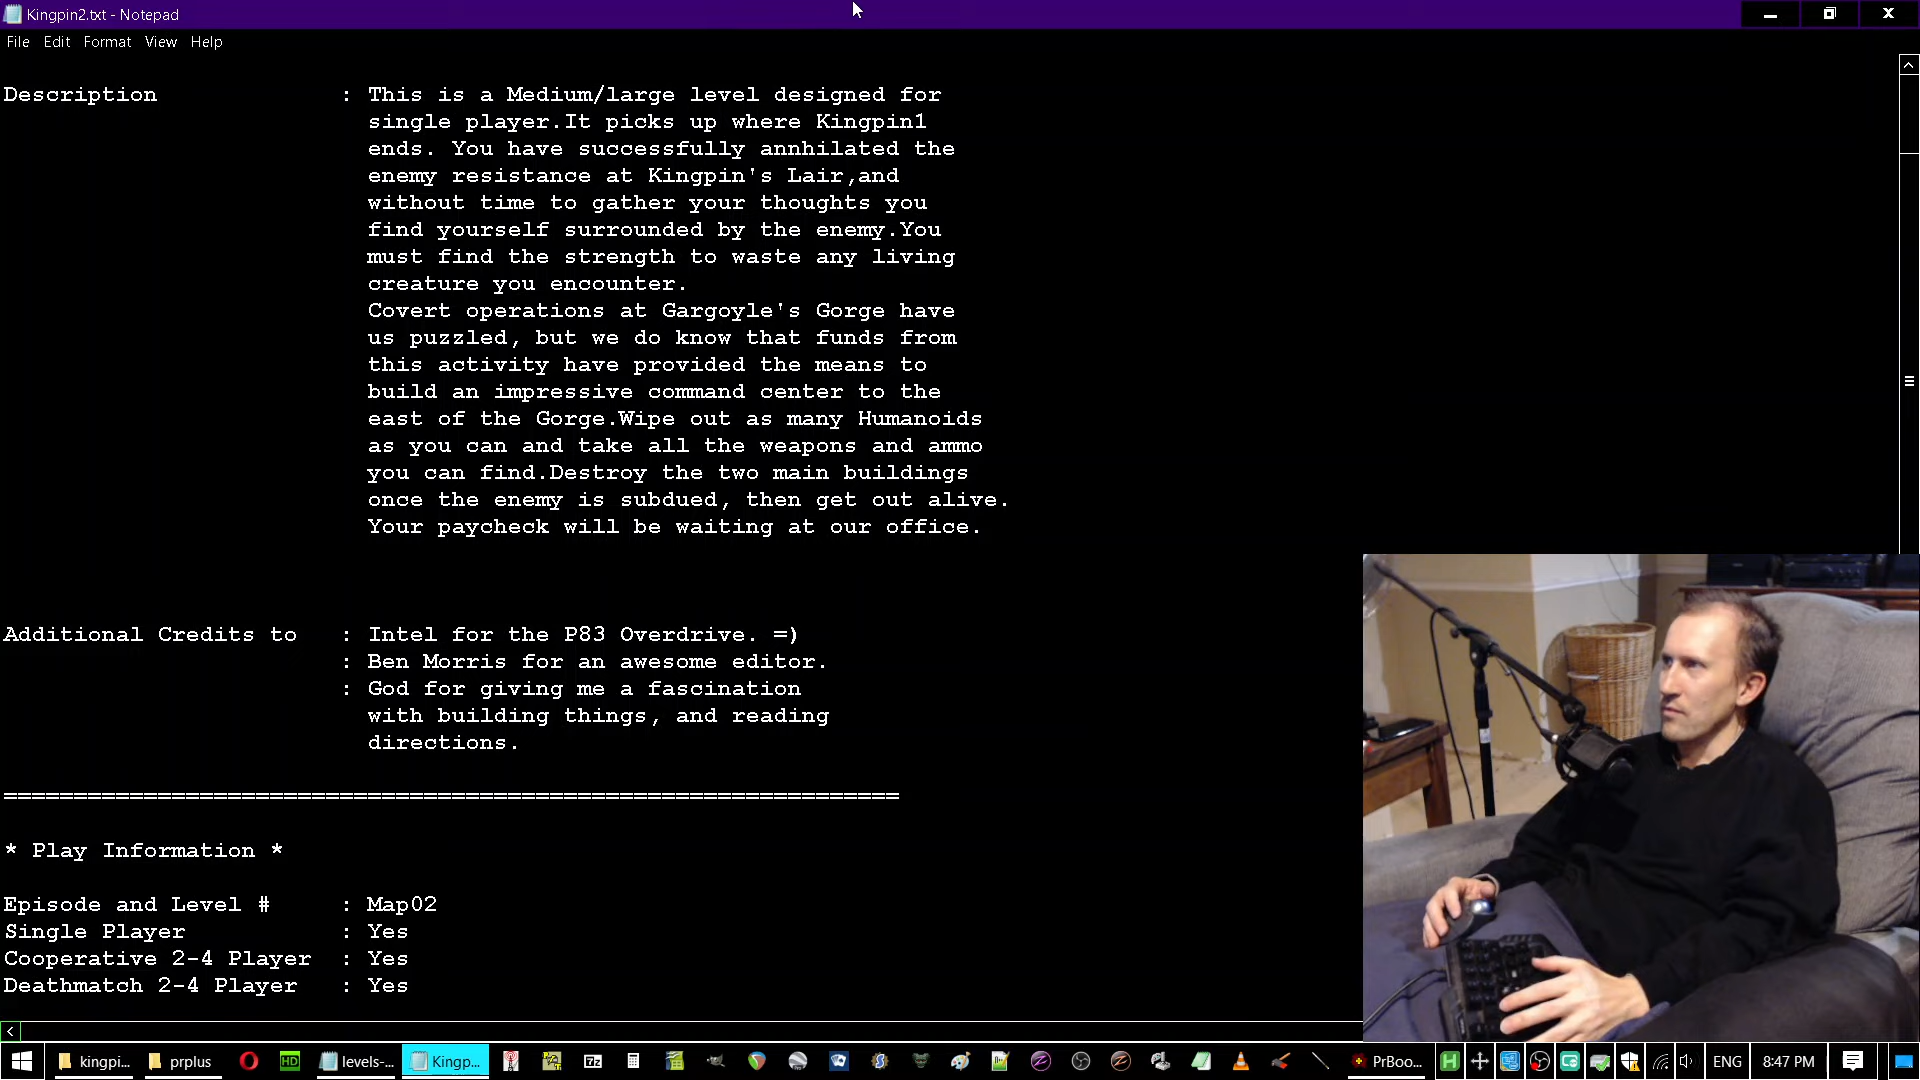 Kingpin2.txt - Notepad
File Edit Format View Help
Description : This is a Medium/large level designed for
single player.It picks up where Kingpin1
ends. You have successfully annhilated the
enemy resistance at Kingpin's Lair,and
without time to gather your thoughts you
find yourself surrounded by the enemy.You
must find the strength to waste any living
creature you encounter.
Covert operations at Gargoyle's Gorge have
us puzzled, but we do know that funds from
this activity have provided the means to
build an impressive command center to the
east of the Gorge.Wipe out as many Humanoids
as you can and take all the weapons and ammo
you can find.Destroy the two main buildings
once the enemy is subdued, then get out alive.
Your paycheck will be waiting at our office.
Additional Credits to : Intel for the P83 Overdrive. =)
: Ben Morris for an awesome editor.
: God for giving me a fascination
with building things, and reading
directions.
================================================================
* Play Information *
Episode and Level # : Map02
Single Player : Yes
Cooperative 2-4 Player : Yes
Deathmatch 2-4 Player : Yes
kingpi... prplus HD levels-... Kingp... 7z PrBoo... H ENG 8:47 PM